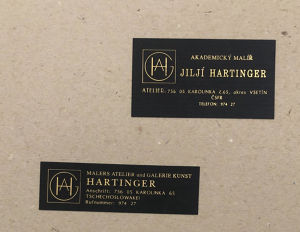 AKADEMICKÝ MALÍŘ
JILJÍ HARTINGER
ATELIER: 756 05 KAROLINKA č.65, okres VSETÍN
ČSFR
TELEFON: 974 27
MALERS ATELIER und GALERIE KUNST
HARTINGER
Anschrift: 756 05 KAROLINKA 65
TSCHECHOSLOWAKEI
Rufnummer: 974 27